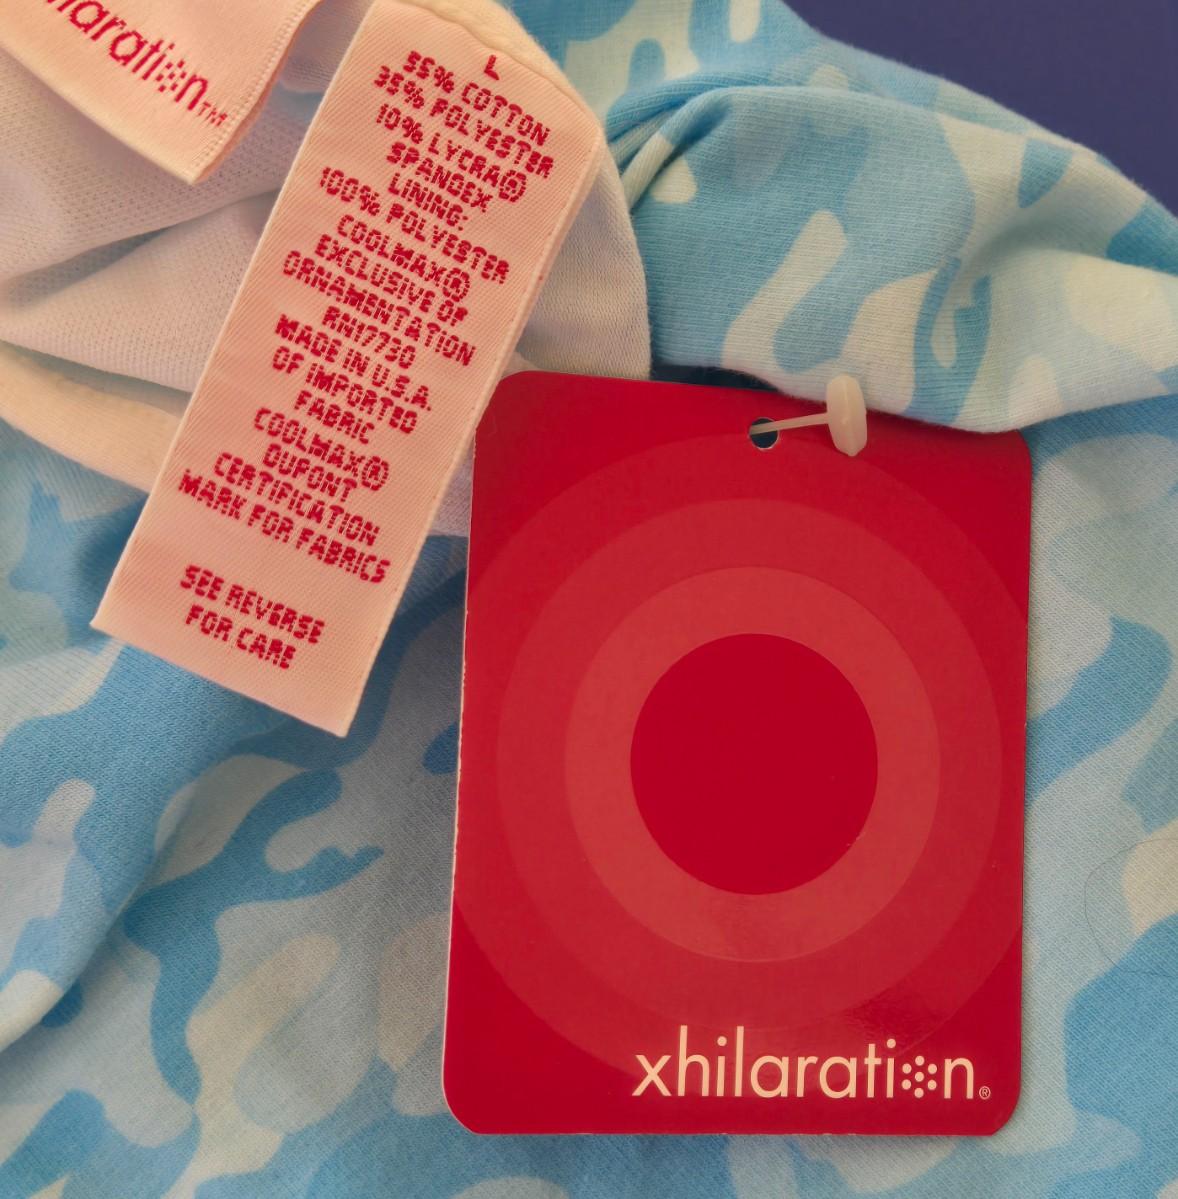 laration™
L
55% COTTON
35% POLYESTER
10% LYCRA®
SPANDEX
LINING:
100% POLYESTER
COOLMAX®
EXCLUSIVE OF
ORNAMENTATION
RN17730
MADE IN U.S.A.
OF IMPORTED
FABRIC
COOLMAX®
DUPONT
CERTIFICATION
MARK FOR FABRICS
SEE REVERSE
FOR CARE
xhilaration®